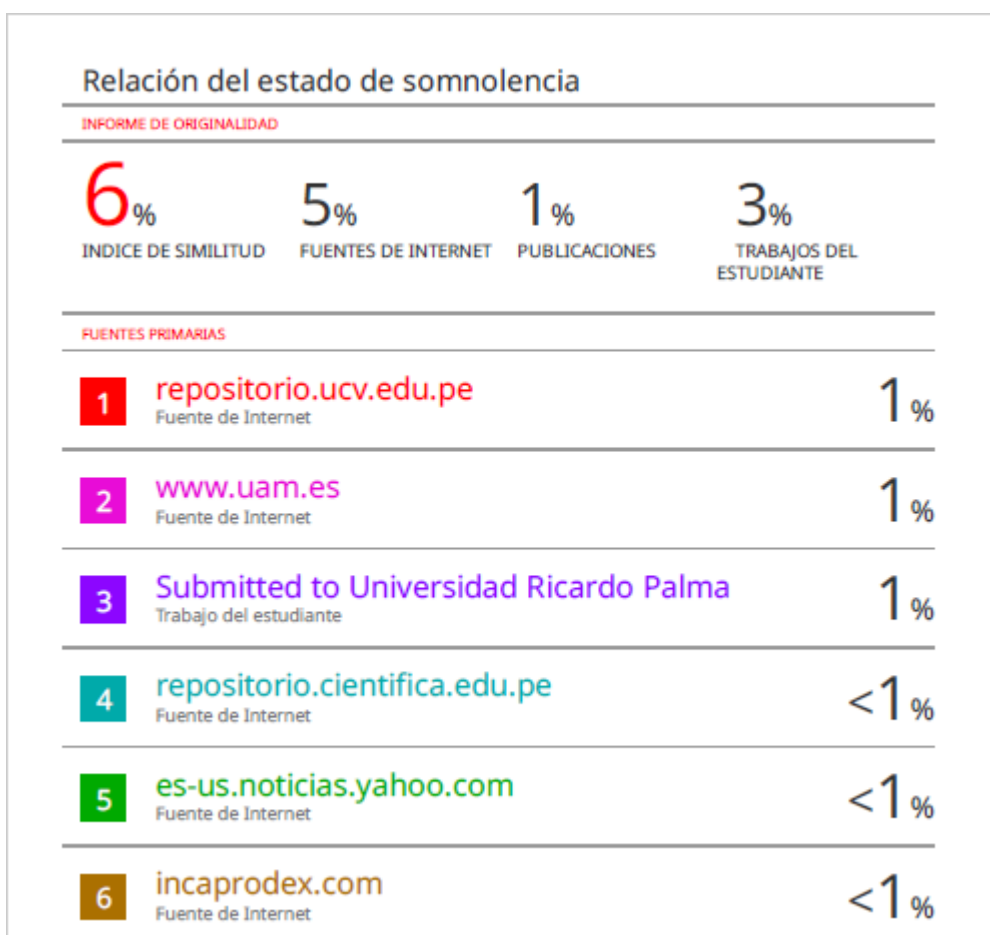 Relación del estado de somnolencia
INFORME DE ORIGINALIDAD
6% 5% 1% 3%
INDICE DE SIMILITUD FUENTES DE INTERNET PUBLICACIONES TRABAJOS DEL
ESTUDIANTE
FUENTES PRIMARIAS
1 repositorio.ucv.edu.pe 1%
Fuente de Internet
2 www.uam.es 1%
Fuente de Internet
3 Submitted to Universidad Ricardo Palma 1%
Trabajo del estudiante
4 repositorio.cientifica.edu.pe <1%
Fuente de Internet
5 es-us.noticias.yahoo.com <1%
Fuente de Internet
6 incaprodex.com <1%
Fuente de Internet